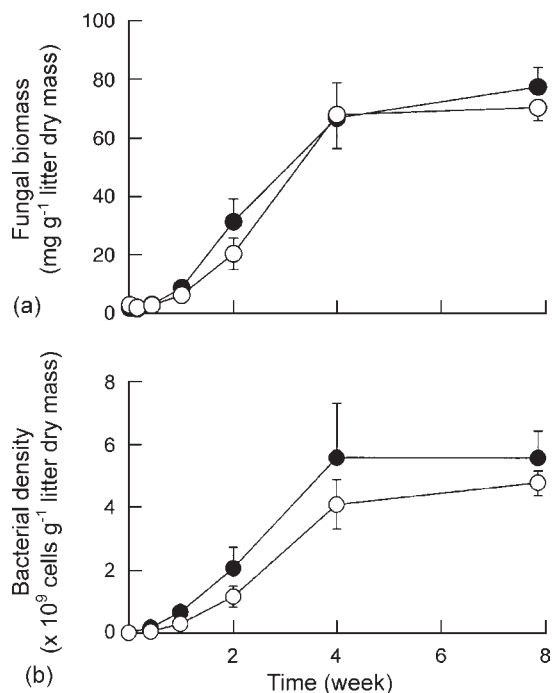 100
80
60
40
20
0
Fungal biomass
(mg g-1 litter dry mass)
(a)
8
6
4
2
0
Bacterial density
(x 10⁹ cells g-1 litter dry mass)
2 4 6 8
Time (week)
(b)